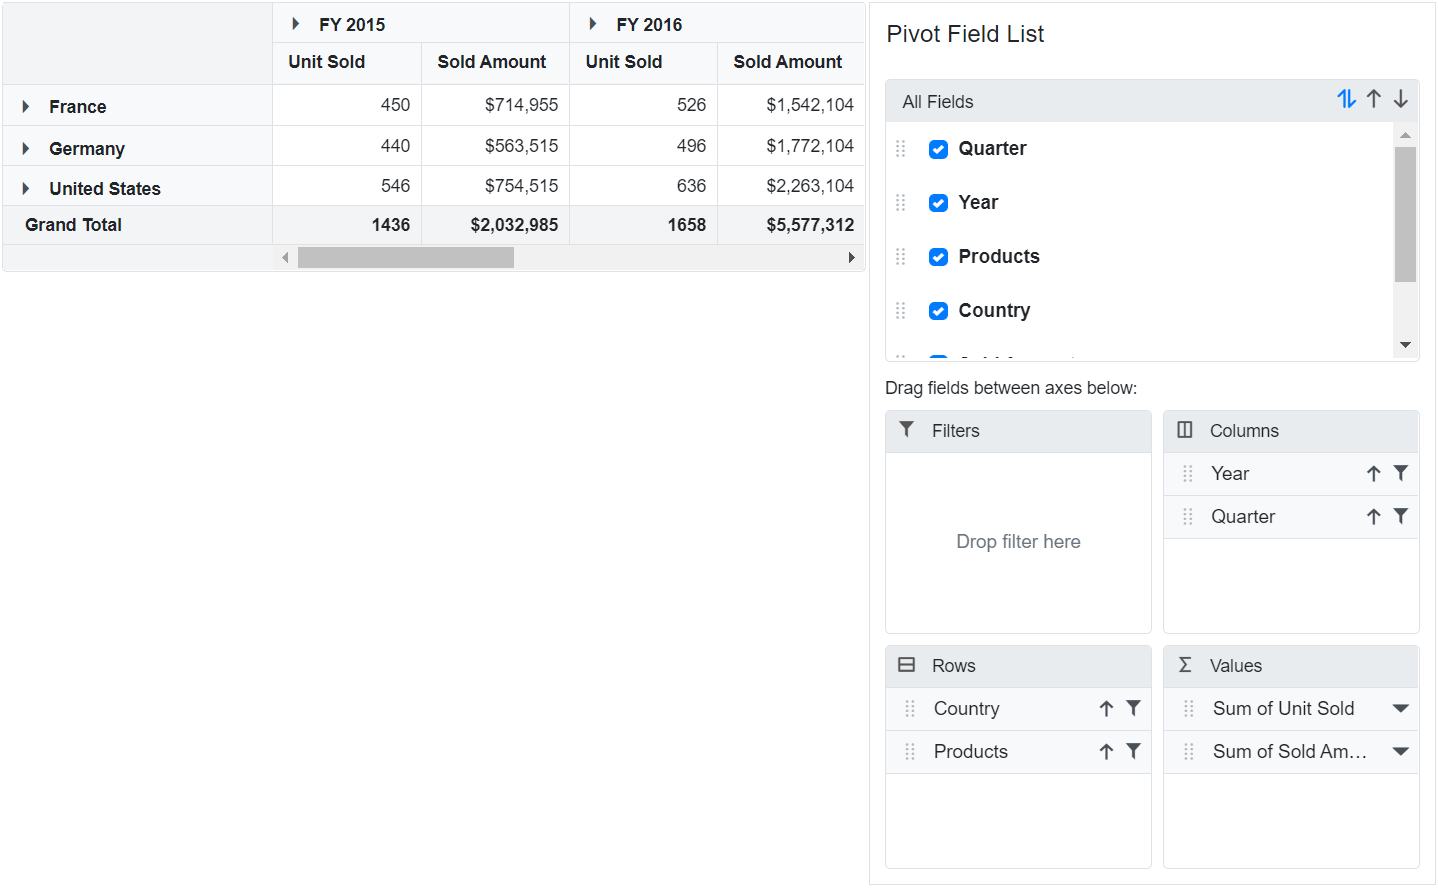 FY 2015 FY 2016
Unit Sold Sold Amount Unit Sold Sold Amount
France 450 $714,955 526 $1,542,104
Germany 440 $563,515 496 $1,772,104
United States 546 $754,515 636 $2,263,104
Grand Total 1436 $2,032,985 1658 $5,577,312
Pivot Field List
All Fields
Quarter
Year
Products
Country
Drag fields between axes below:
Filters
Drop filter here
Columns
Year
Quarter
Rows
Country
Products
Values
Sum of Unit Sold
Sum of Sold Am...